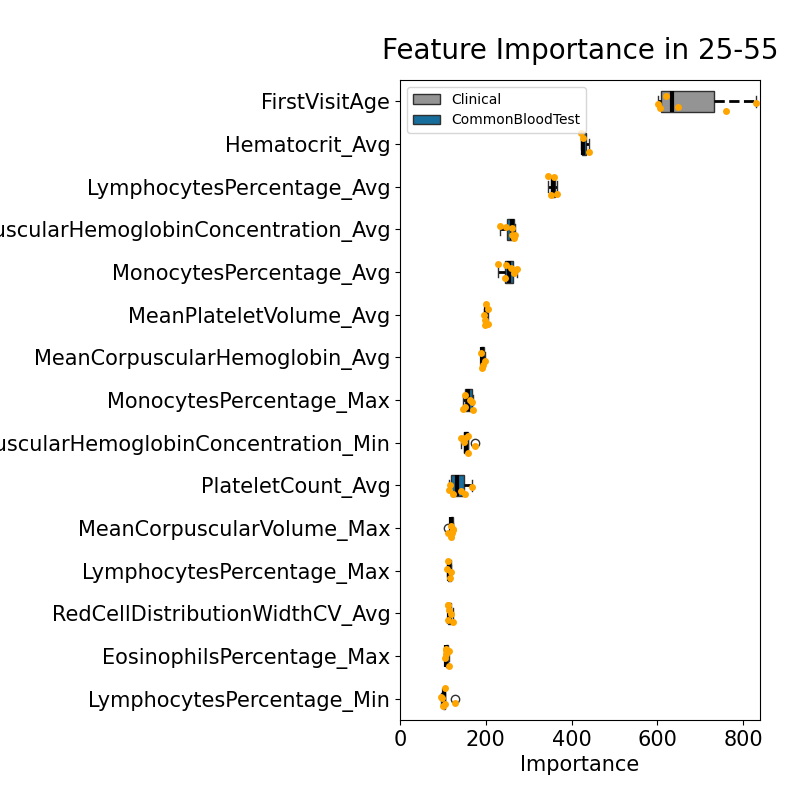 Feature Importance in 25-55
Clinical
CommonBloodTest
FirstVisitAge
Hematocrit_Avg
LymphocytesPercentage_Avg
uscularHemoglobinConcentration_Avg
MonocytesPercentage_Avg
MeanPlateletVolume_Avg
MeanCorpuscularHemoglobin_Avg
MonocytesPercentage_Max
uscularHemoglobinConcentration_Min
PlateletCount_Avg
MeanCorpuscularVolume_Max
LymphocytesPercentage_Max
RedCellDistributionWidthCV_Avg
EosinophilsPercentage_Max
LymphocytesPercentage_Min
0 200 400 600 800
Importance